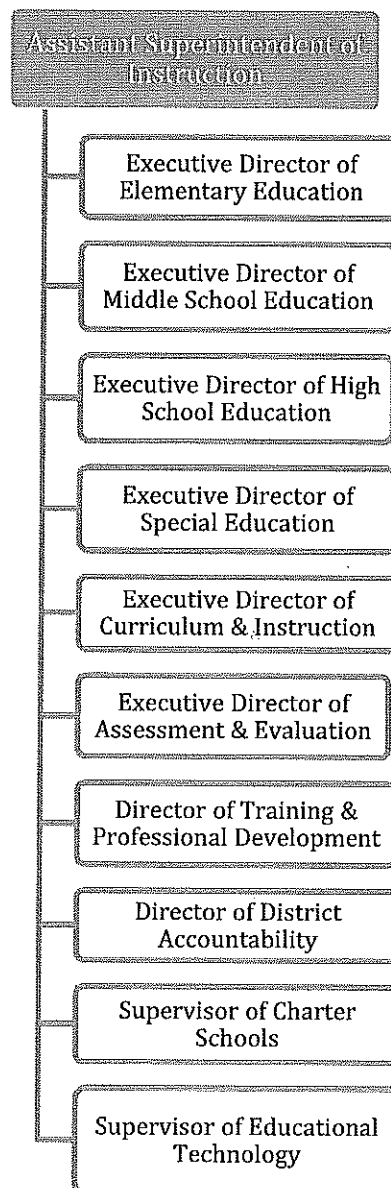 Assistant Superintendent of
Instruction
Executive Director of
Elementary Education
Executive Director of
Middle School Education
Executive Director of High
School Education
Executive Director of
Special Education
Executive Director of
Curriculum & Instruction
Executive Director of
Assessment & Evaluation
Director of Training &
Professional Development
Director of District
Accountability
Supervisor of Charter
Schools
Supervisor of Educational
Technology